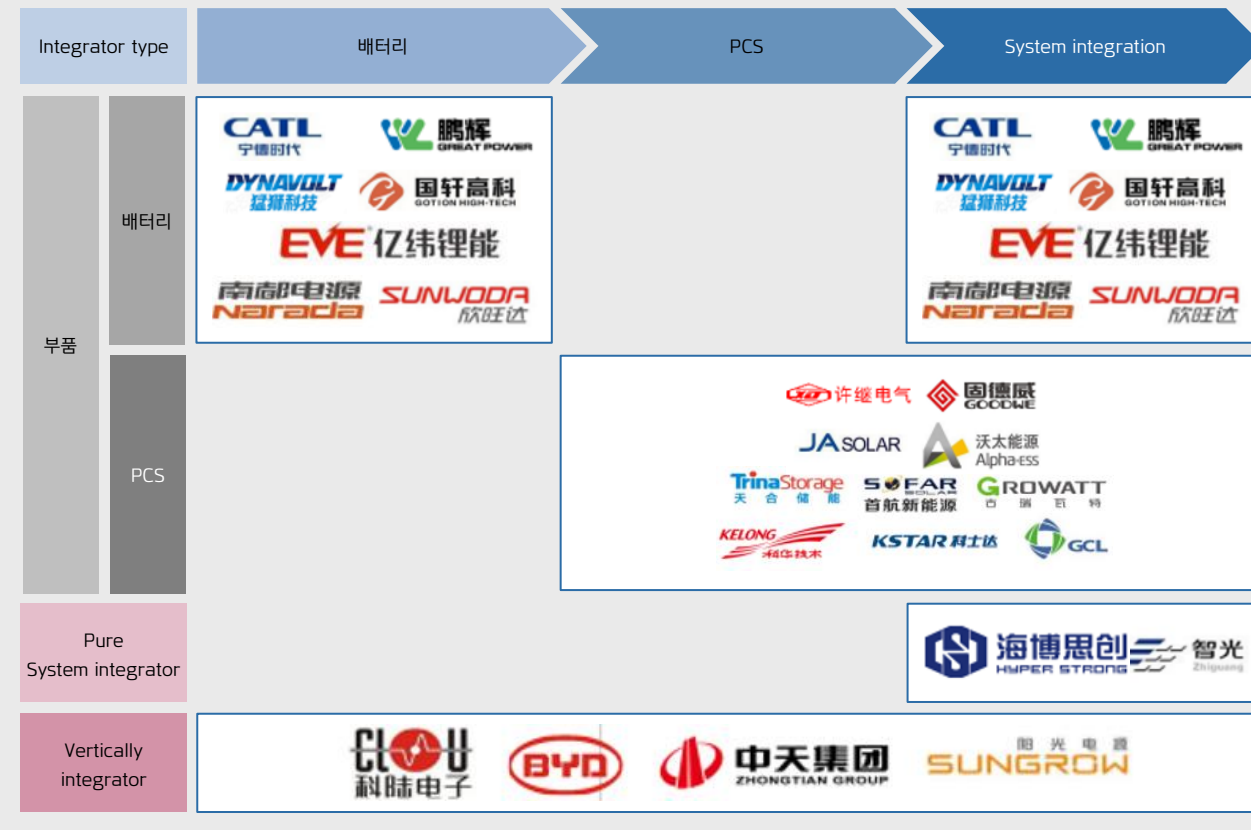 Integrator type
배터리
PCS
System integration
부품
배터리
CATL
宁德时代
鹏辉
GREAT POWER
DYNAVOLT
猛狮科技
国轩高科
GOTION HIGH-TECH
EVE 亿纬锂能
南都电源
Narada
SUNWODA
欣旺达
CATL
宁德时代
鹏辉
GREAT POWER
DYNAVOLT
猛狮科技
国轩高科
GOTION HIGH-TECH
EVE 亿纬锂能
南都电源
Narada
SUNWODA
欣旺达
PCS
许继电气
固德威
GOODWE
JA SOLAR
沃太能源
Alpha-ESS
TrinaStorage
天合储能
SOFAR
SOLAR
首航新能源
GROWATT
古瑞瓦特
KELONG
科华技术
KSTAR 科士达
GCL
Pure
System integrator
海博思创
HYPER STRONG
智光
Zhiguang
Vertically
integrator
CLOU
科陆电子
BYD
中天集团
ZHONGTIAN GROUP
阳光电源
SUNGROW